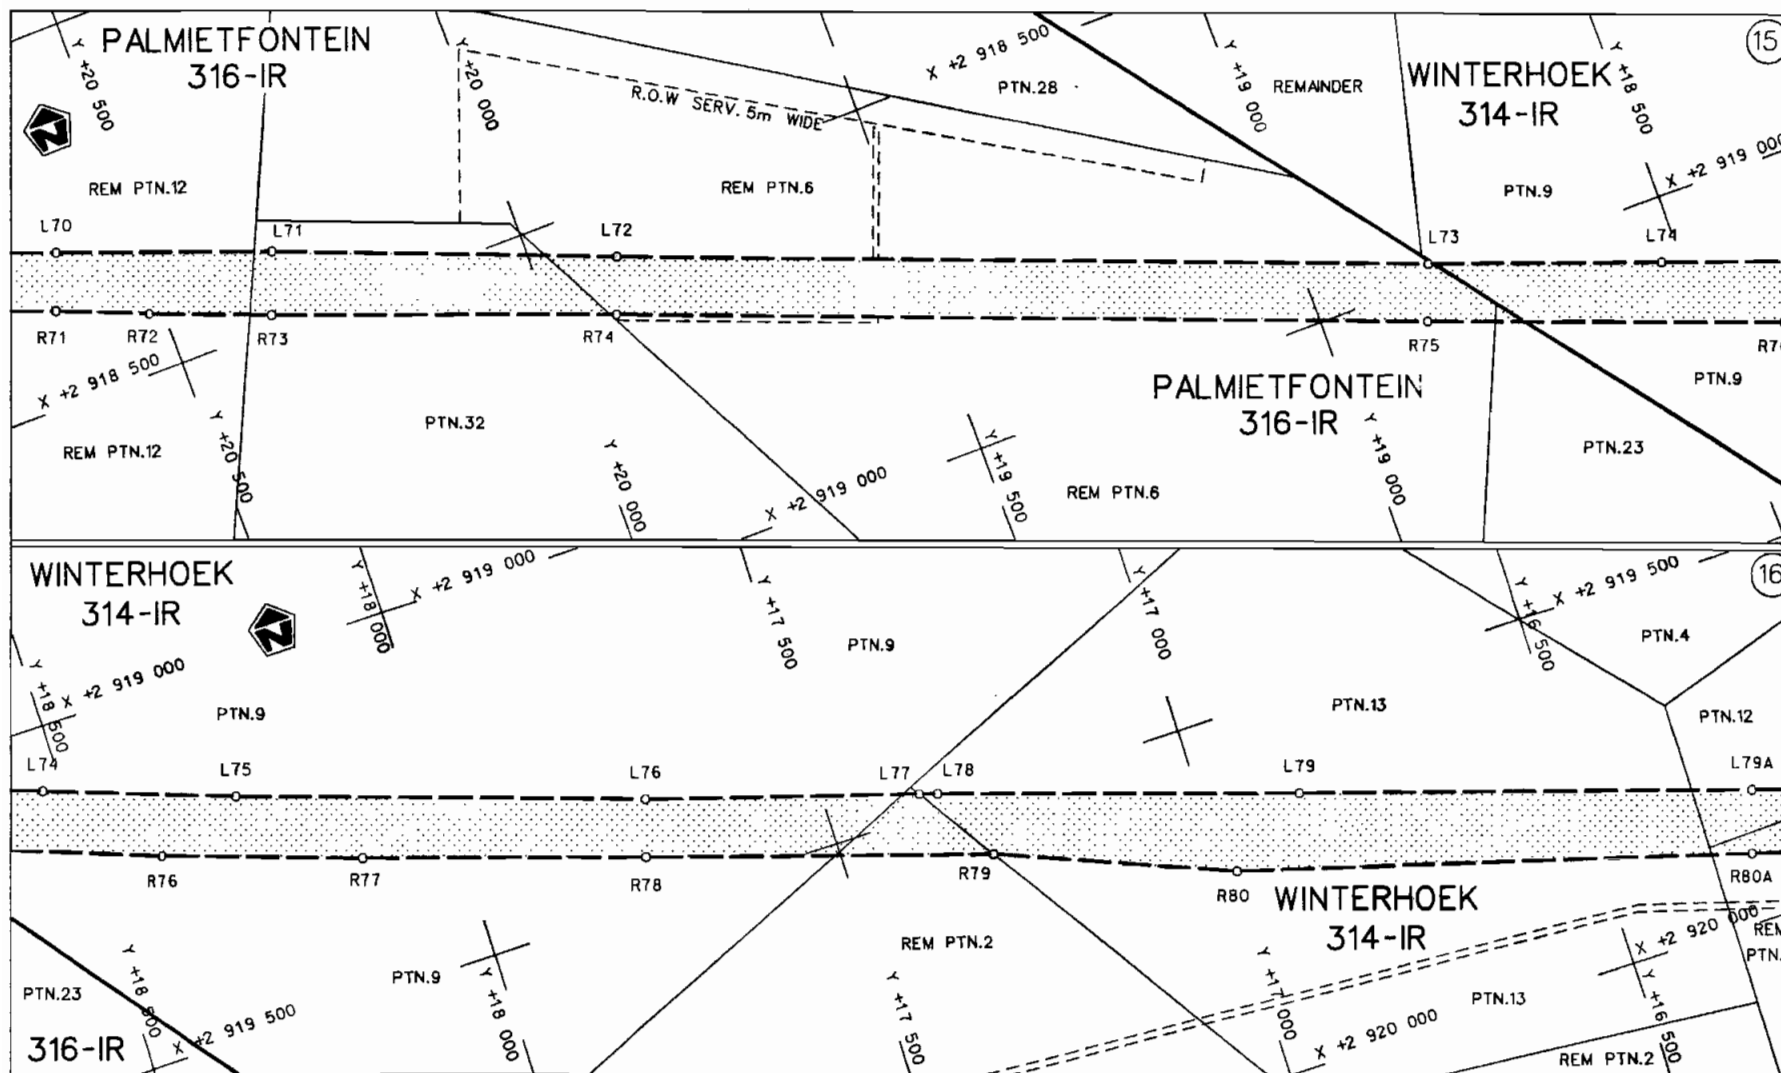 PALMIETFONTEIN
316-IR
Y +20 500
Y +20 000
X +2 918 500
PTN.28
Y +19 000
REMAINDER
WINTERHOEK
314-IR
Y +18 500
15
R.O.W SERV. 5m WIDE
X +2 919 000
REM PTN.12
REM PTN.6
PTN.9
L70
L71
L72
L73
L74
R71
R72
R73
R74
R75
X +2 918 500
PALMIETFONTEIN
316-IR
PTN.9
REM PTN.12
Y +20 500
PTN.32
Y +20 000
X +2 919 000
Y +19 500
REM PTN.6
Y +19 000
PTN.23
WINTERHOEK
314-IR
Y +18 000
X +2 919 000
Y +17 500
PTN.9
Y +17 000
Y +16 500
X +2 919 500
16
PTN.4
Y +18 500
X +2 919 000
PTN.9
PTN.13
PTN.12
L74
L75
L76
L77
L78
L79
L79A
R76
R77
R78
R79
R80
R80A
WINTERHOEK
314-IR
PTN.23
316-IR
Y +18 500
X +2 919 500
PTN.9
Y +18 000
REM PTN.2
Y +17 500
Y +17 000
X +2 920 000
PTN.13
X +2 920 000
Y +16 500
REM
PTN.
REM PTN.2